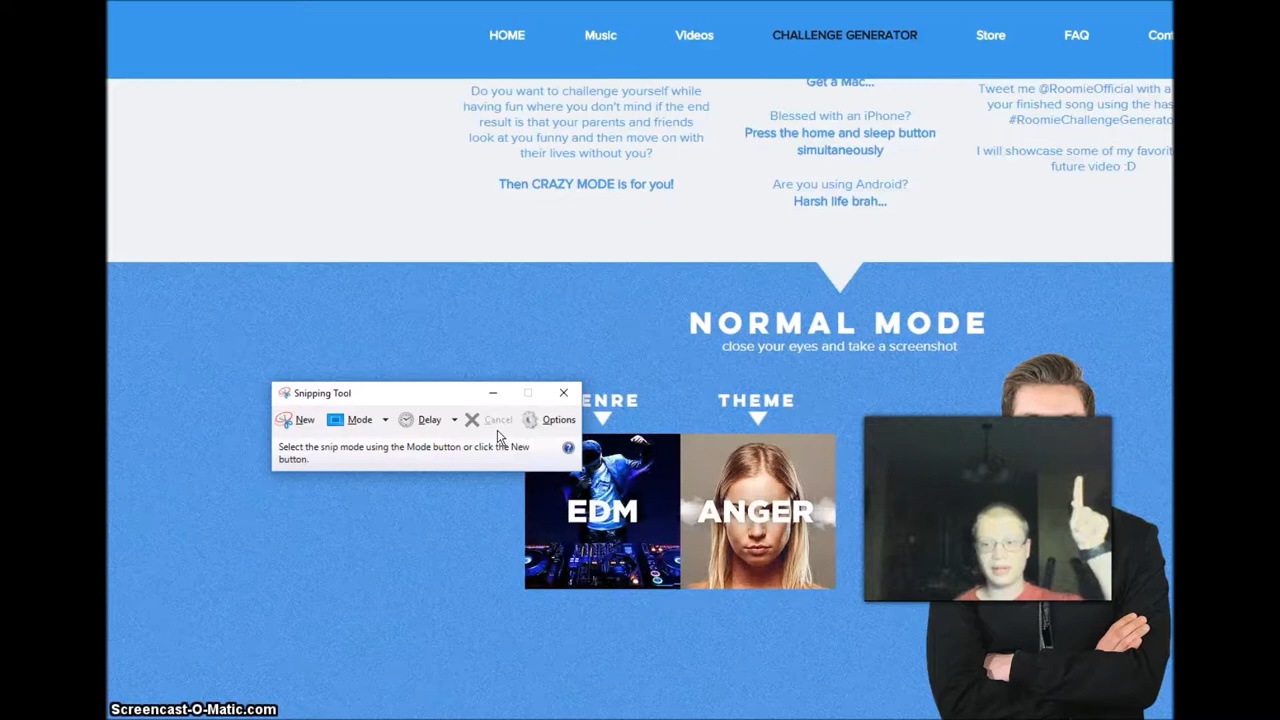 HOME Music Videos CHALLENGE GENERATOR Store FAQ
Do you want to challenge yourself while
having fun where you don't mind if the end
result is that your parents and friends
look at you funny and then move on with
their lives without you?
Then CRAZY MODE is for you!
Get a Mac...
Blessed with an iPhone?
Press the home and sleep button
simultaneously
Are you using Android?
Harsh life brah...
Tweet me @RoomieOfficial with a
your finished song using the has
#RoomieChallengeGenerato
I will showcase some of my favorit
future video :D
NORMAL MODE
close your eyes and take a screenshot
Snipping Tool
New Mode Delay Cancel Options
Select the snip mode using the Mode button or click the New
button.
ENRE
THEME
EDM
ANGER
Screencast-O-Matic.com